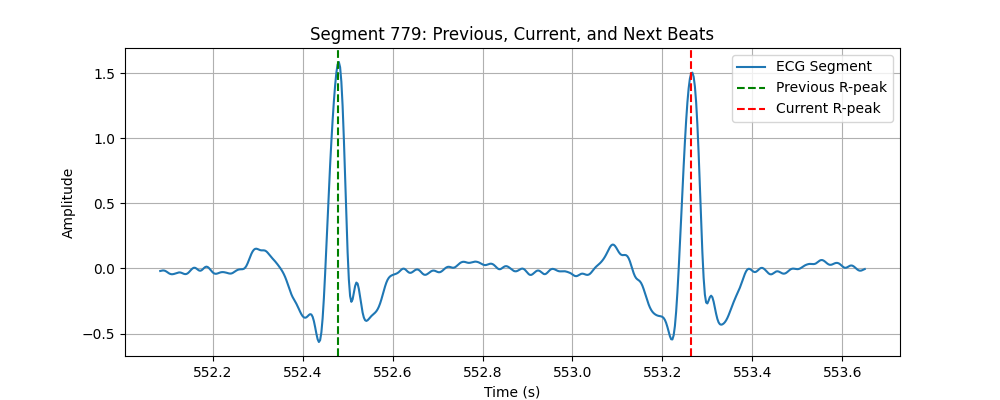 Segment 779: Previous, Current, and Next Beats
ECG Segment
Previous R-peak
Current R-peak
1.5
1.0
0.5
0.0
−0.5
Amplitude
552.2 552.4 552.6 552.8 553.0 553.2 553.4 553.6
Time (s)